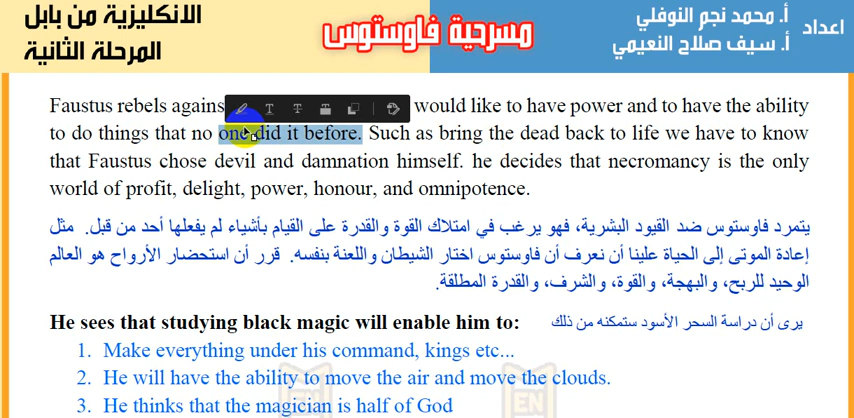 اعداد
أ. محمد نجم النوفلي
أ. سيف صلاح النعيمي
مسرحية فاوستوس
الانكليزية من بابل
المرحلة الثانية
Faustus rebels agains would like to have power and to have the ability
to do things that no one did it before. Such as bring the dead back to life we have to know
that Faustus chose devil and damnation himself. he decides that necromancy is the only
world of profit, delight, power, honour, and omnipotence.
يتمرد فاوستوس ضد القيود البشرية، فهو يرغب في امتلاك القوة والقدرة على القيام بأشياء لم يفعلها أحد من قبل. مثل
إعادة الموتى إلى الحياة علينا أن نعرف أن فاوستوس اختار الشيطان واللعنة بنفسه. قرر أن استحضار الأرواح هو العالم
الوحيد للربح، والبهجة، والقوة، والشرف، والقدرة المطلقة.
He sees that studying black magic will enable him to: يرى أن دراسة السحر الأسود ستمكنه من ذلك
1. Make everything under his command, kings etc...
2. He will have the ability to move the air and move the clouds.
3. He thinks that the magician is half of God
EN
EN